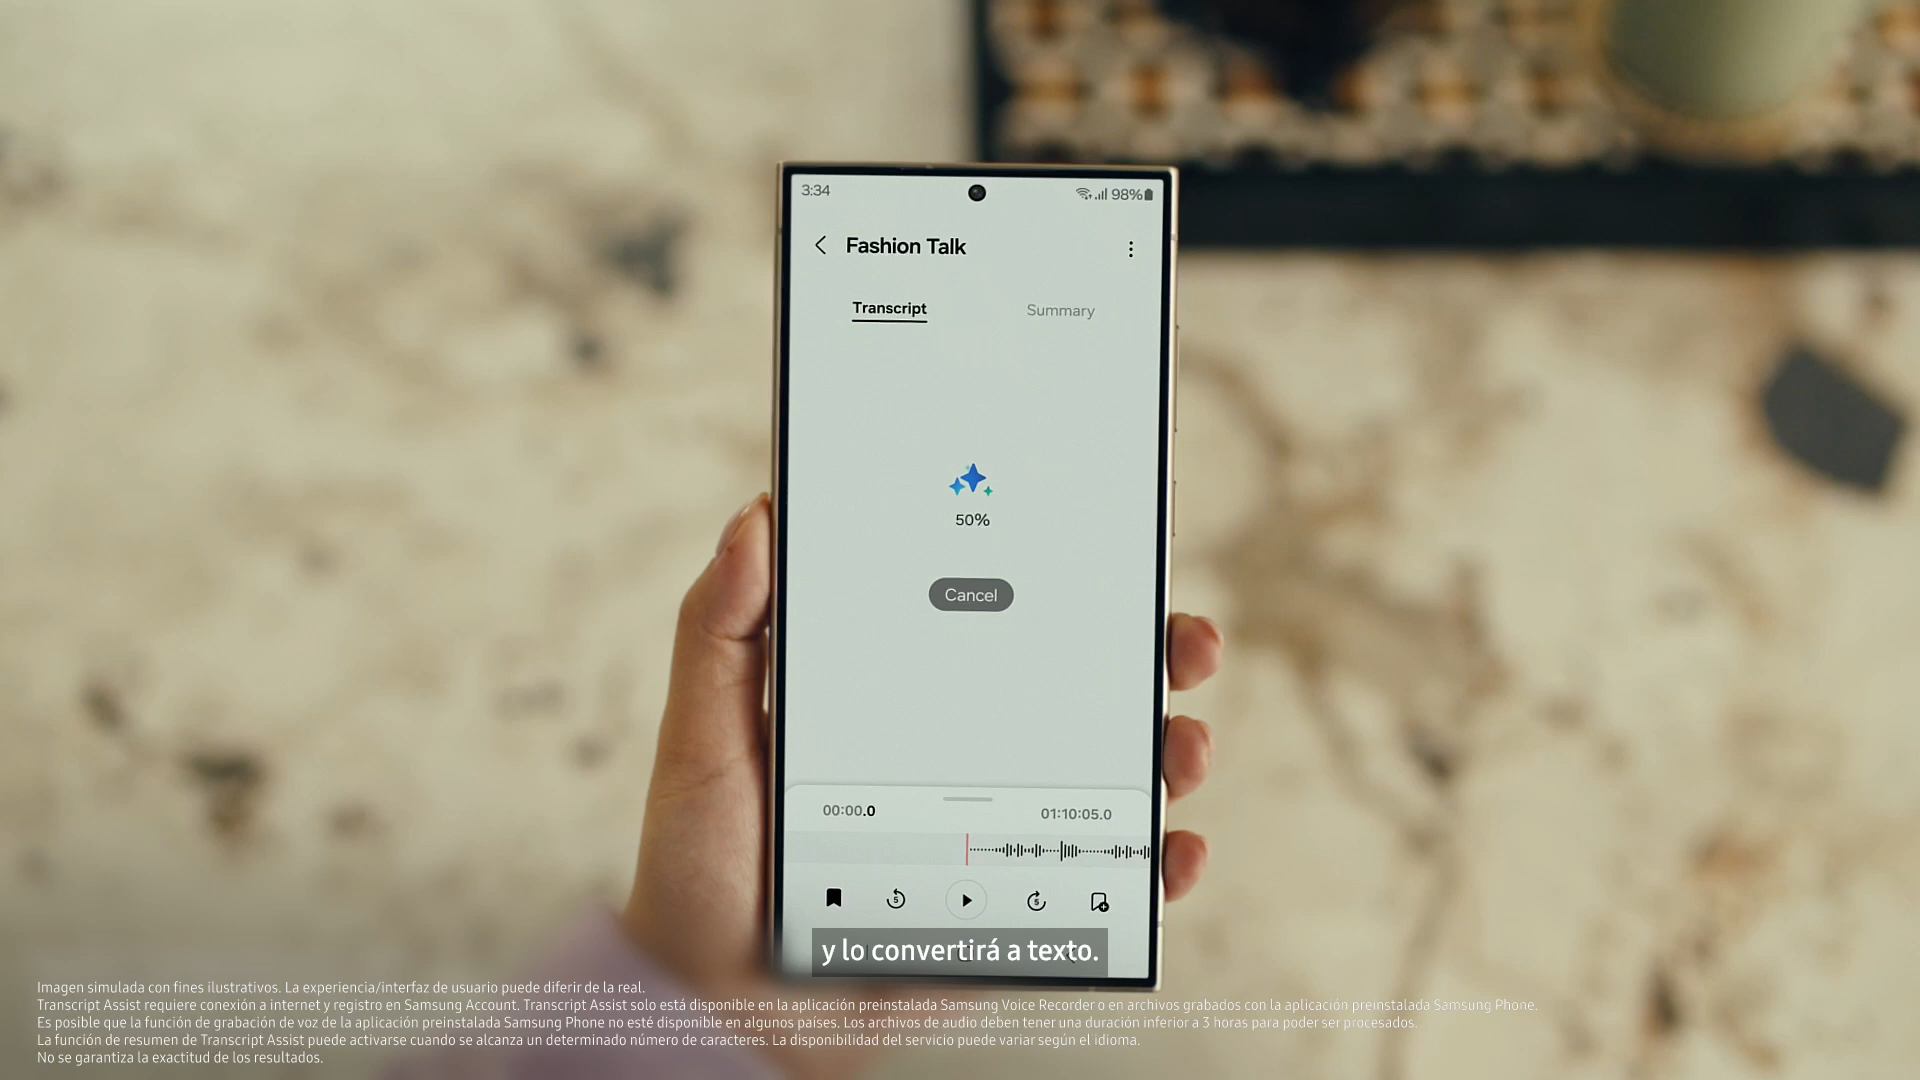 3:34
98%
Fashion Talk
Transcript
Summary
50%
Cancel
00:00.0
01:10:05.0
5
5
y lo convertirá a texto.
Imagen simulada con fines ilustrativos. La experiencia/interfaz de usuario puede diferir de la real.
Transcript Assist requiere conexión a internet y registro en Samsung Account. Transcript Assist solo está disponible en la aplicación preinstalada Samsung Voice Recorder o en archivos grabados con la aplicación preinstalada Samsung Phone.
Es posible que la función de grabación de voz de la aplicación preinstalada Samsung Phone no esté disponible en algunos países. Los archivos de audio deben tener una duración inferior a 3 horas para poder ser procesados.
La función de resumen de Transcript Assist puede activarse cuando se alcanza un determinado número de caracteres. La disponibilidad del servicio puede variar según el idioma.
No se garantiza la exactitud de los resultados.